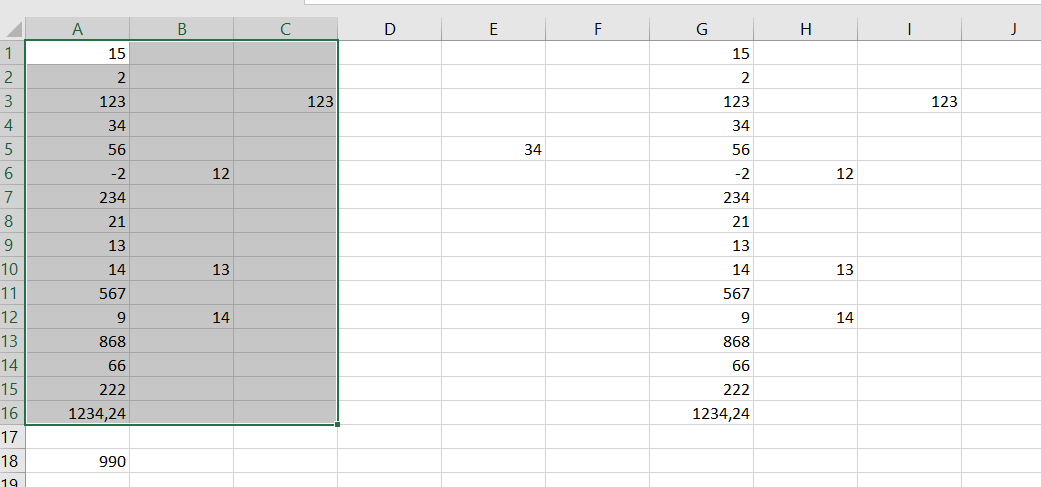 A B C D E F G H I J
1 15 15
2 2 2
3 123 123 123 123
4 34 34
5 56 34 56
6 -2 12 -2 12
7 234 234
8 21 21
9 13 13
10 14 13 14 13
11 567 567
12 9 14 9 14
13 868 868
14 66 66
15 222 222
16 1234,24 1234,24
17
18 990
19